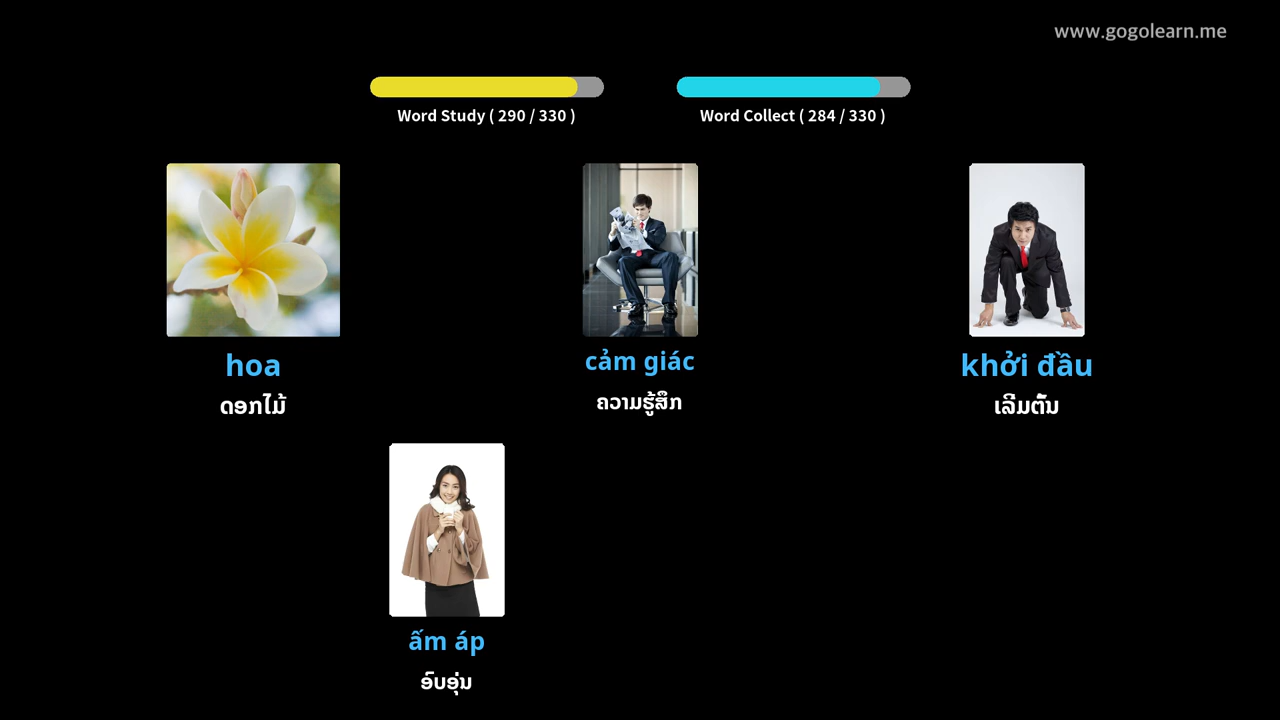 www.gogolearn.me
Word Study ( 290 / 330 )
Word Collect ( 284 / 330 )
hoa
ດອກໄມ້
cảm giác
ຄວາມຮູ້ສຶກ
khởi đầu
ເລີ່ມຕົ້ນ
ấm áp
ອົບອຸ່ນ